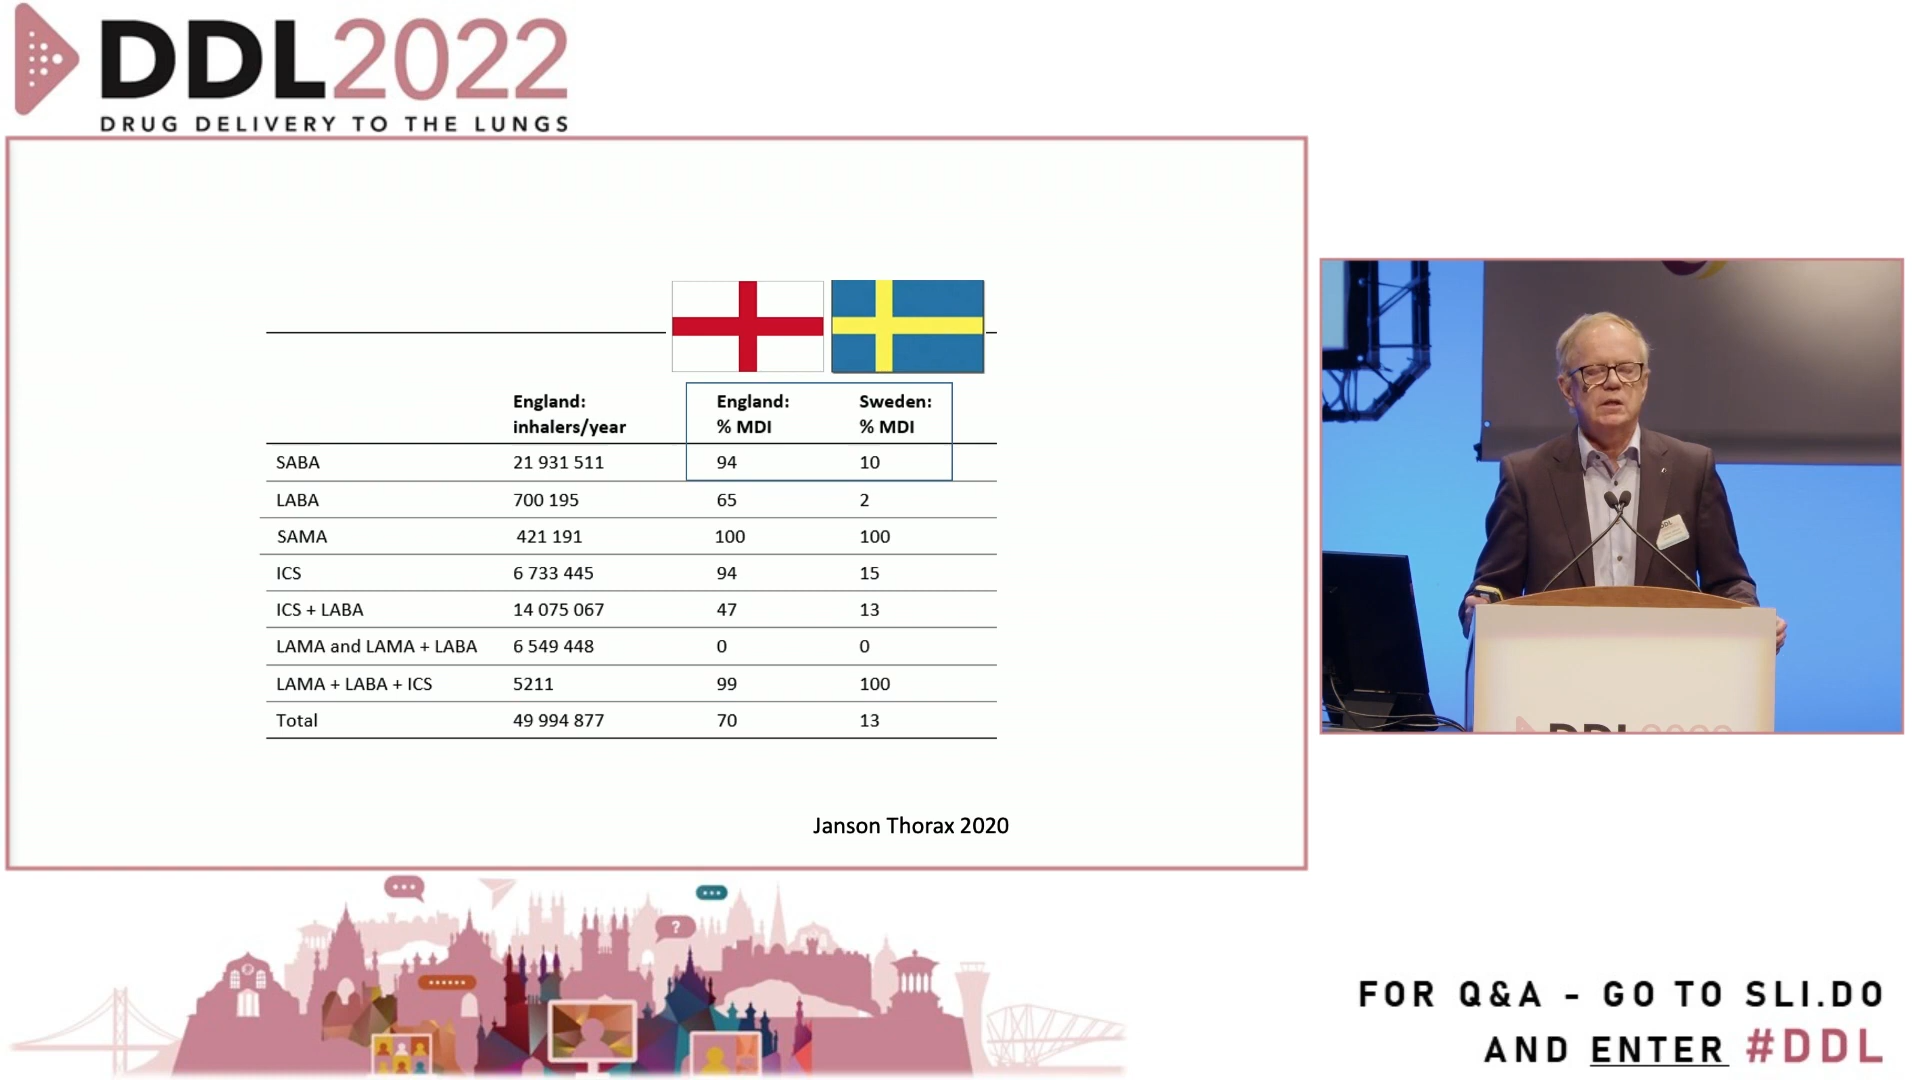 DDL2022
DRUG DELIVERY TO THE LUNGS
England: inhalers/year England: % MDI Sweden: % MDI
SABA 21 931 511 94 10
LABA 700 195 65 2
SAMA 421 191 100 100
ICS 6 733 445 94 15
ICS + LABA 14 075 067 47 13
LAMA and LAMA + LABA 6 549 448 0 0
LAMA + LABA + ICS 5211 99 100
Total 49 994 877 70 13
Janson Thorax 2020
?
DDL
DDL2022
FOR Q&A - GO TO SLI.DO
AND ENTER #DDL